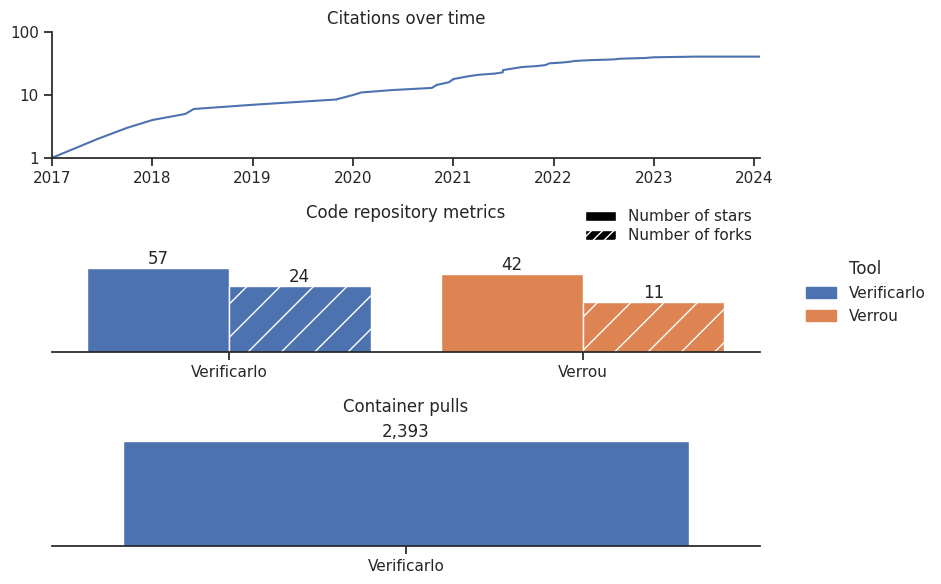 Citations over time
100
10
1
2017 2018 2019 2020 2021 2022 2023 2024
Code repository metrics
Number of stars
Number of forks
57 24 42 11
Verificarlo Verrou
Tool
Verificarlo
Verrou
Container pulls
2,393
Verificarlo